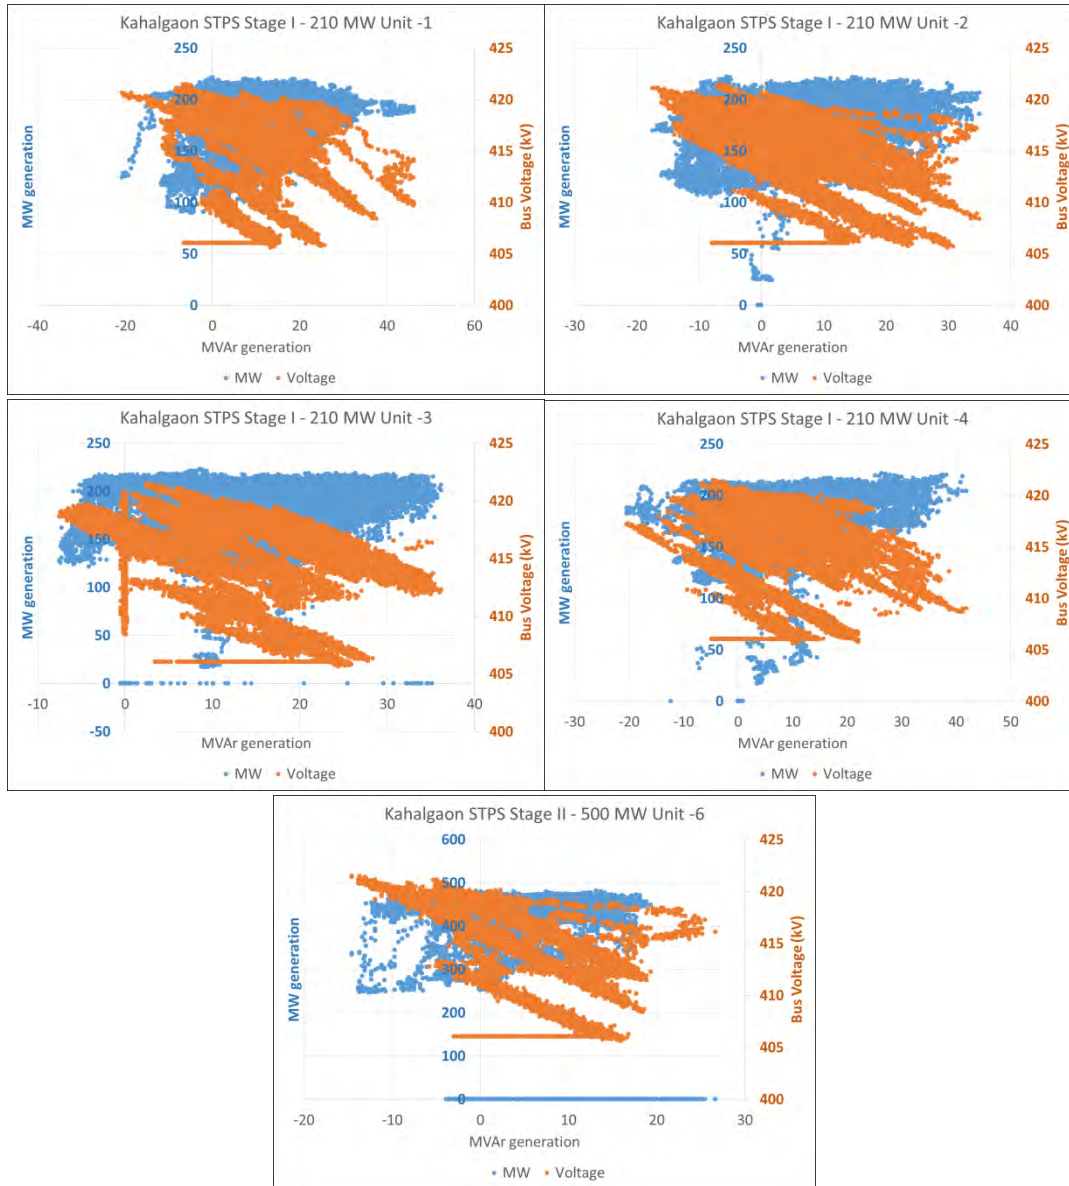 Kahalgaon STPS Stage I - 210 MW Unit -1
250
200
150
100
50
0
425
420
415
410
405
400
MW generation
Bus Voltage (kV)
-40 -20 0 20 40 60
MVAr generation
MW Voltage
Kahalgaon STPS Stage I - 210 MW Unit -2
250
200
150
100
50
0
425
420
415
410
405
400
MW generation
Bus Voltage (kV)
-30 -20 -10 0 10 20 30 40
MVAr generation
MW Voltage
Kahalgaon STPS Stage I - 210 MW Unit -3
250
200
150
100
50
0
-50
425
420
415
410
405
400
MW generation
Bus Voltage (kV)
-10 0 10 20 30 40
MVAr generation
MW Voltage
Kahalgaon STPS Stage I - 210 MW Unit -4
250
200
150
100
50
0
425
420
415
410
405
400
MW generation
Bus Voltage (kV)
-30 -20 -10 0 10 20 30 40 50
MVAr generation
MW Voltage
Kahalgaon STPS Stage II - 500 MW Unit -6
600
500
400
300
200
100
0
425
420
415
410
405
400
MW generation
Bus Voltage (kV)
-20 -10 0 10 20 30
MVAr generation
MW Voltage